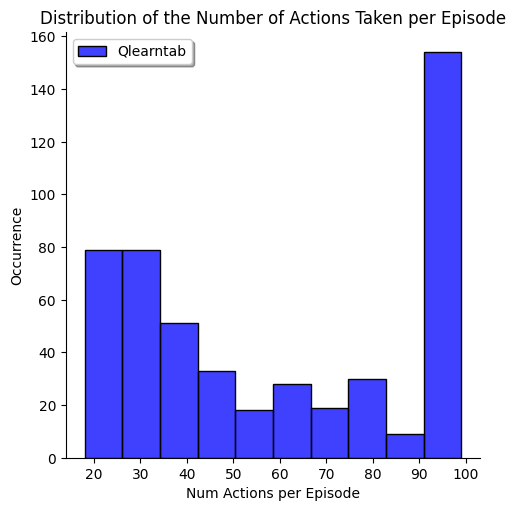 Distribution of the Number of Actions Taken per Episode
Qlearntab
160
140
120
100
80
60
40
20
0
Occurrence
20 30 40 50 60 70 80 90 100
Num Actions per Episode